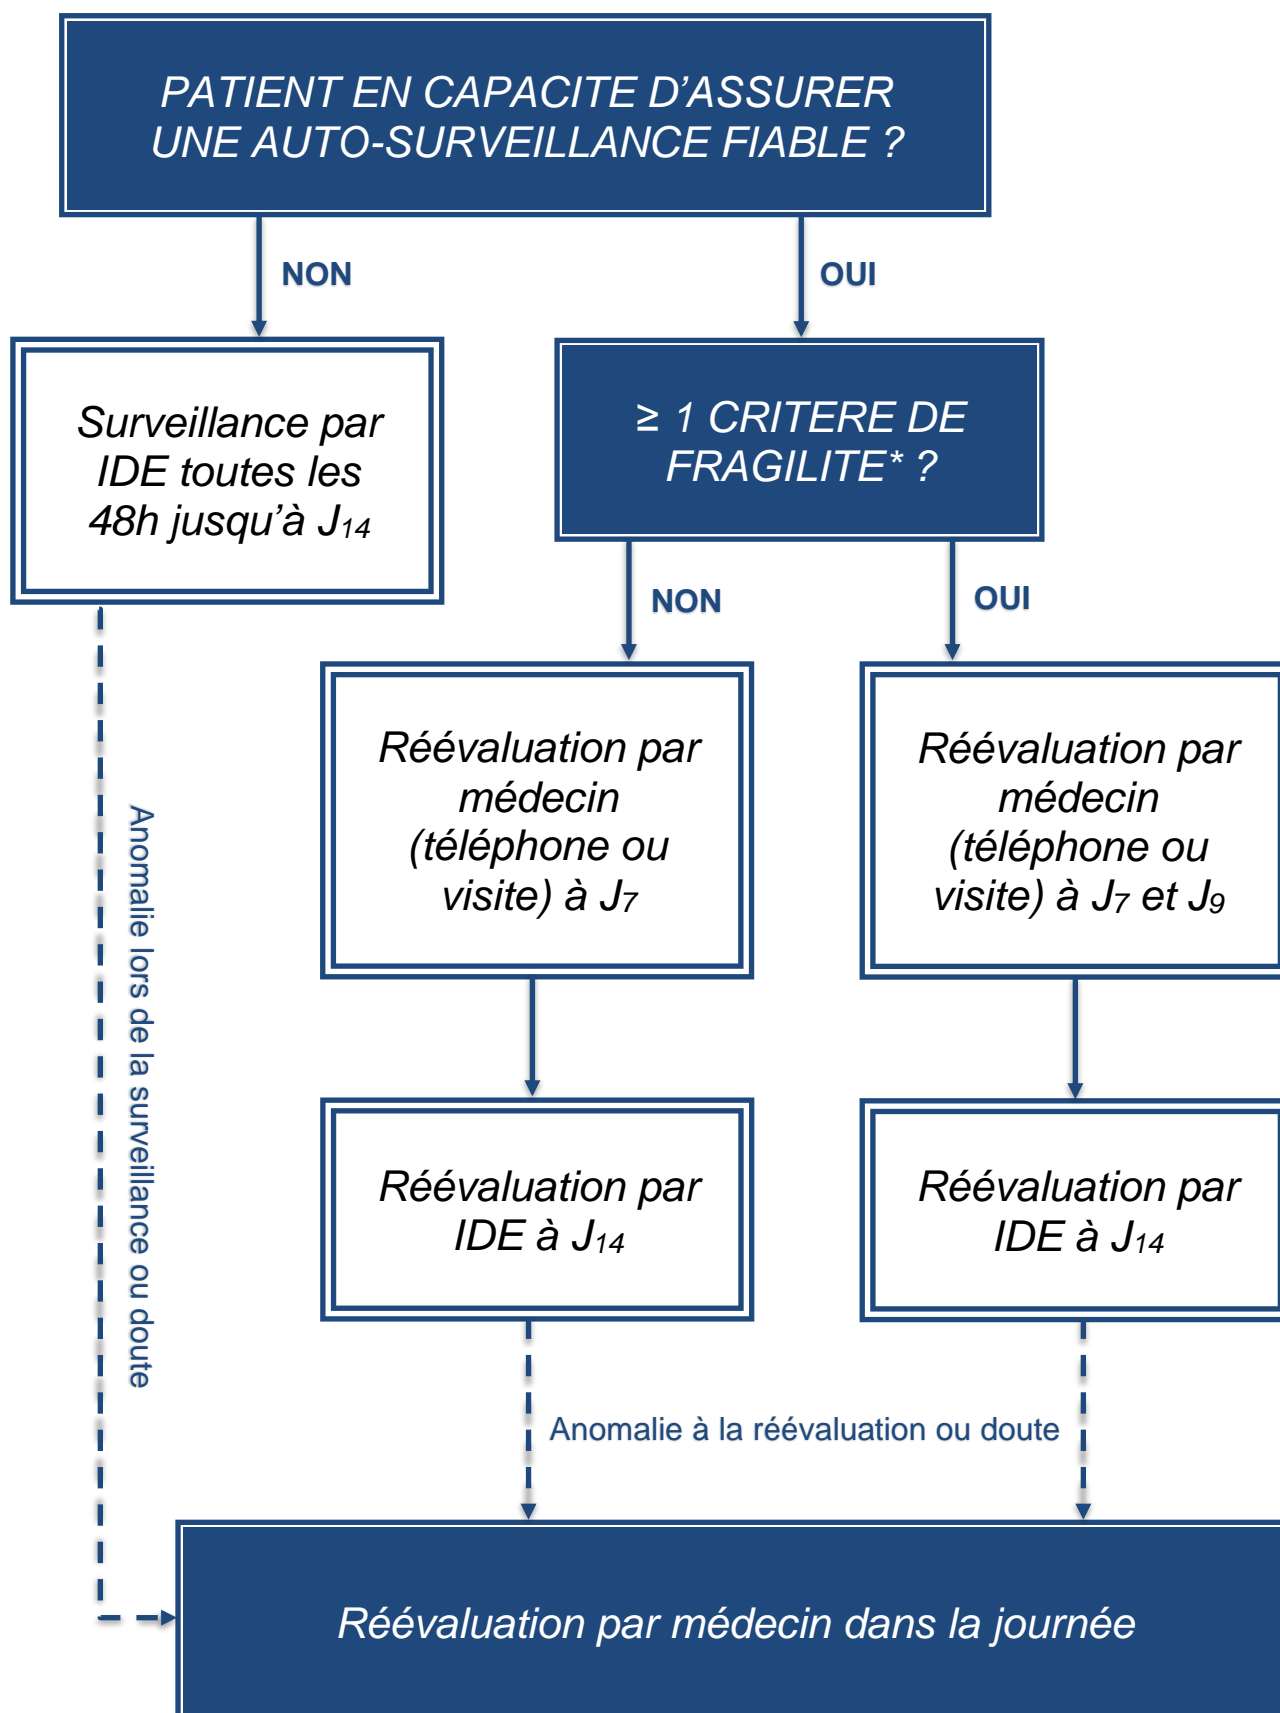 PATIENT EN CAPACITE D’ASSURER
UNE AUTO-SURVEILLANCE FIABLE ?
NON
OUI
Surveillance par
IDE toutes les
48h jusqu’à J14
≥ 1 CRITERE DE
FRAGILITE* ?
NON
OUI
Réévaluation par
médecin
(téléphone ou
visite) à J7
Réévaluation par
médecin
(téléphone ou
visite) à J7 et J9
Anomalie lors de la surveillance ou doute
Réévaluation par
IDE à J14
Réévaluation par
IDE à J14
Anomalie à la réévaluation ou doute
Réévaluation par médecin dans la journée